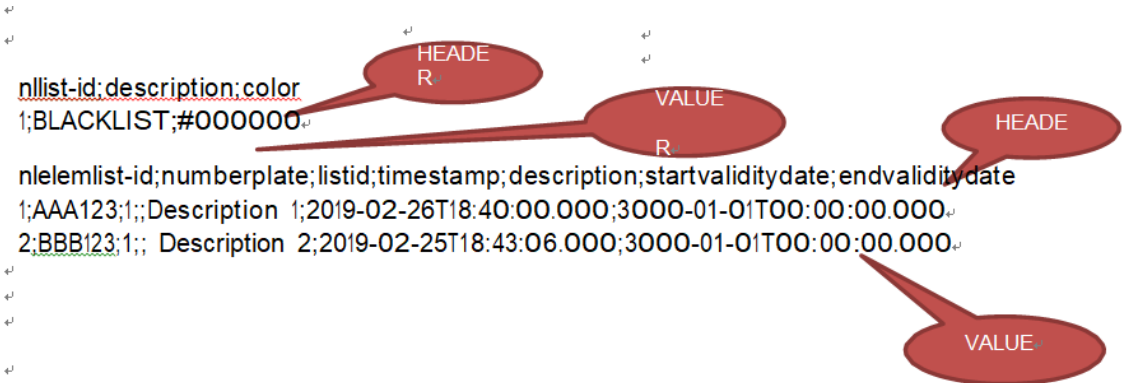 HEADE
R
nllist-id;description;color
VALUE
1;BLACKLIST;#000000
HEADE
R
nlelemlist-id;numberplate;listid;timestamp;description;startvaliditydate;endvaliditydate
1;AAA123;1;;Description 1;2019-02-26T18:40:00.000;3000-01-01T00:00:00.000
2;BBB123;1;; Description 2;2019-02-25T18:43:06.000;3000-01-01T00:00:00.000
VALUE